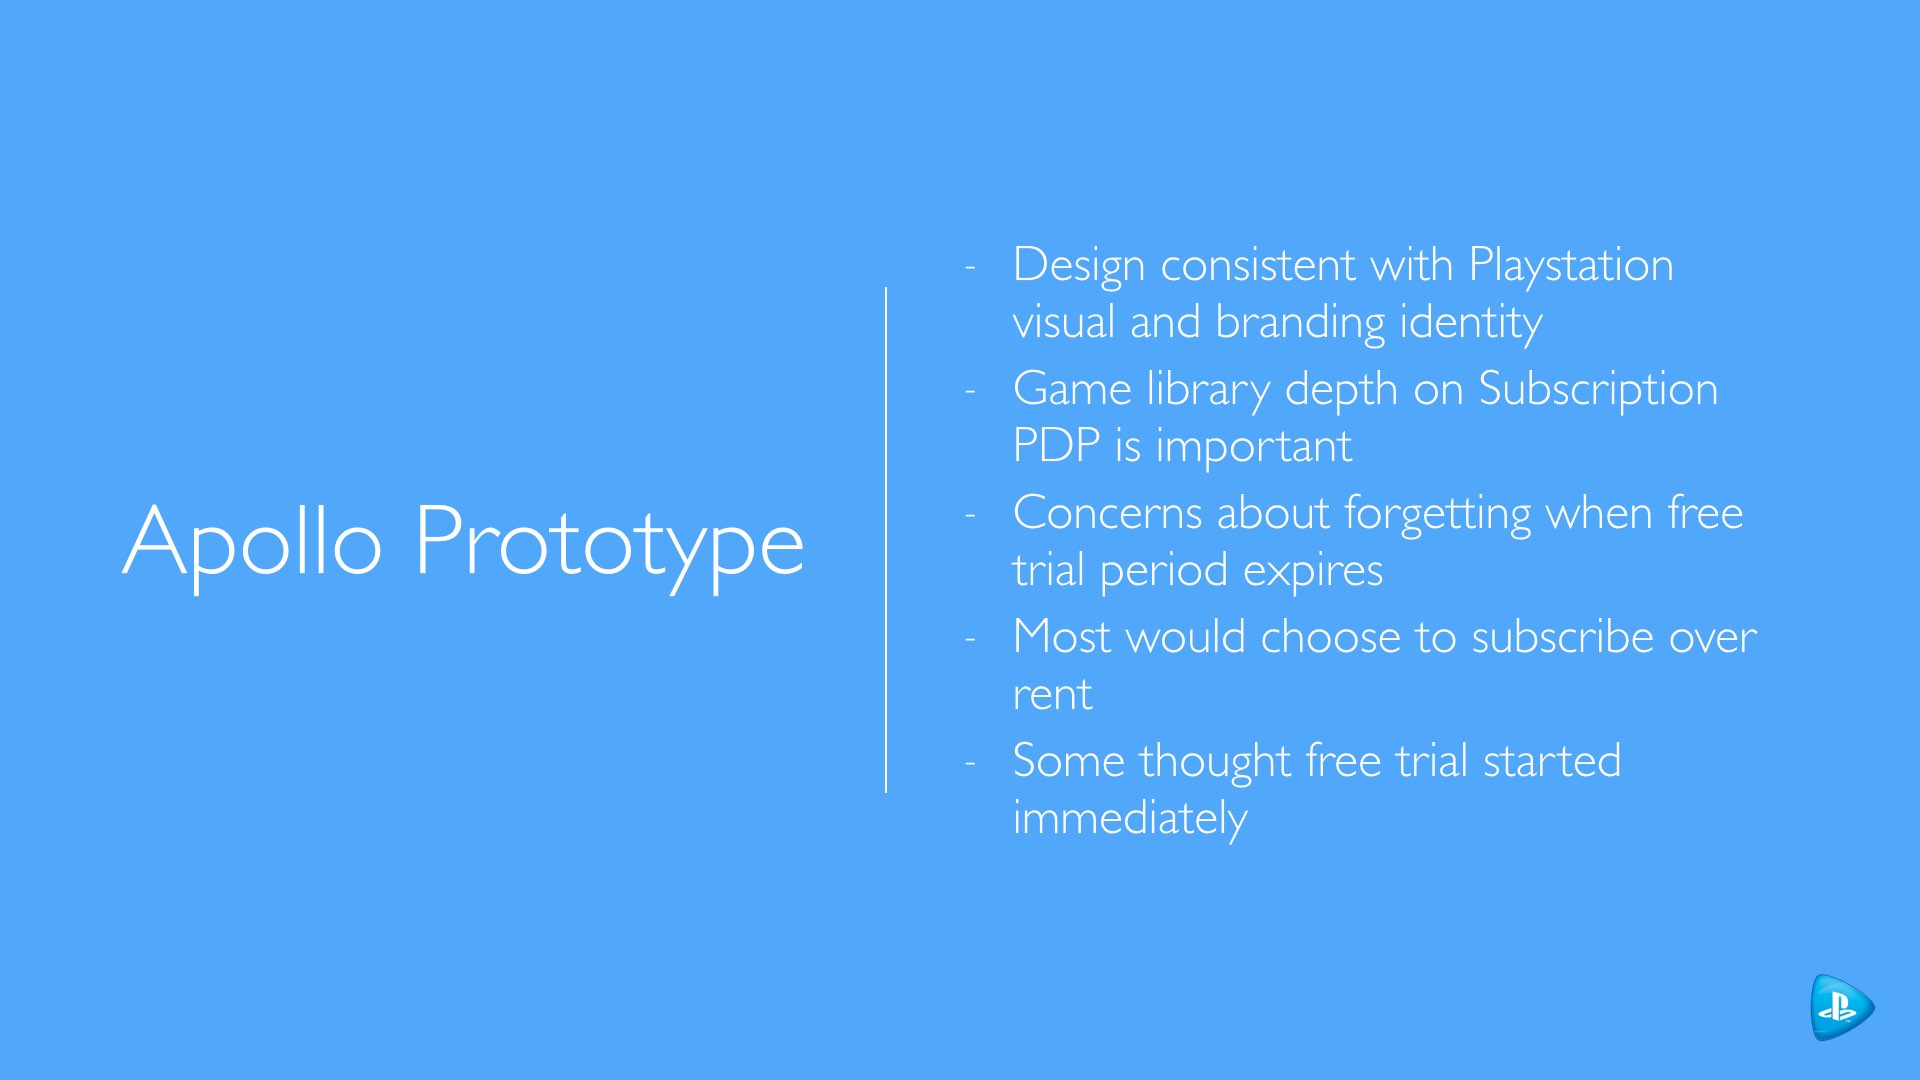 Apollo Prototype
- Design consistent with Playstation
visual and branding identity
- Game library depth on Subscription
PDP is important
- Concerns about forgetting when free
trial period expires
- Most would choose to subscribe over
rent
- Some thought free trial started
immediately